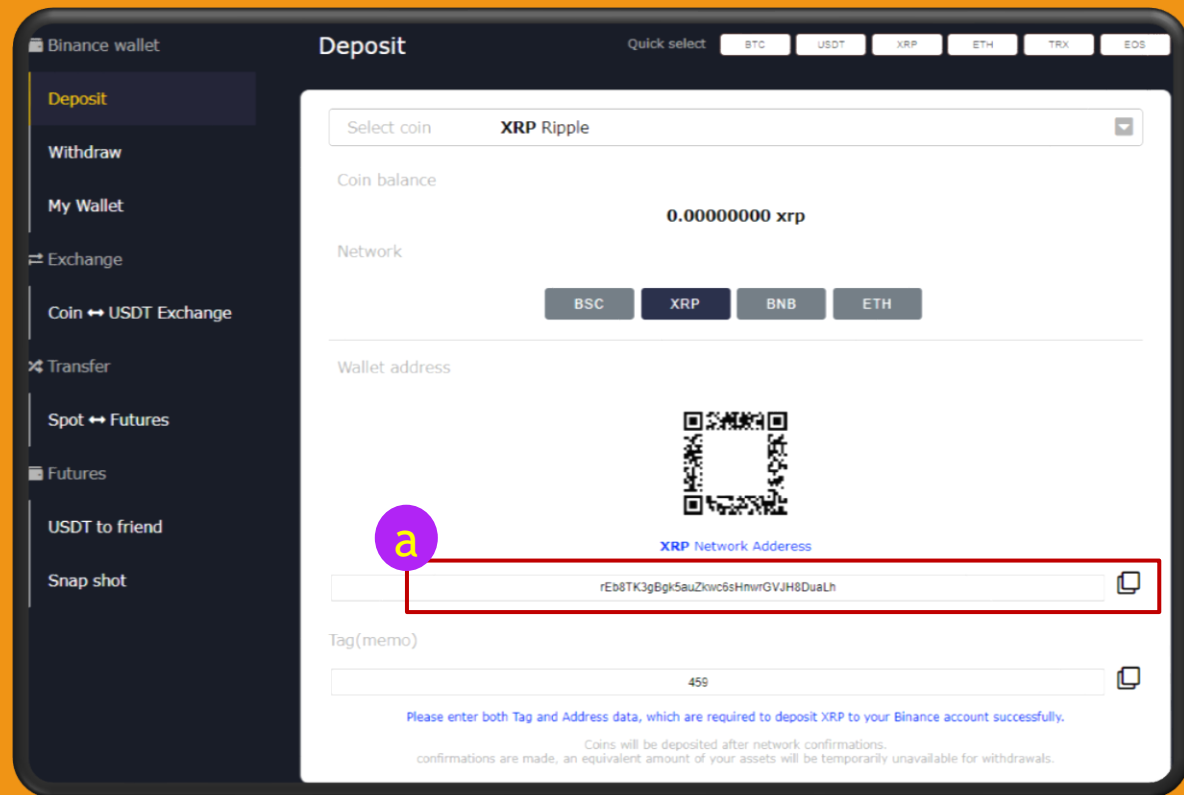 Binance wallet
Deposit
Withdraw
My Wallet
Exchange
Coin ↔ USDT Exchange
Transfer
Spot ↔ Futures
Futures
USDT to friend
Snap shot
Deposit
Quick select BTC USDT XRP ETH TRX EOS
Select coin XRP Ripple
Coin balance
0.00000000 xrp
Network
BSC XRP BNB ETH
Wallet address
XRP Network Adderess
a
rEb8TK3gBgk5auZkwc6sHnwrGVJH8DuaLh
Tag(memo)
459
Please enter both Tag and Address data, which are required to deposit XRP to your Binance account successfully.
Coins will be deposited after network confirmations.
confirmations are made, an equivalent amount of your assets will be temporarily unavailable for withdrawals.